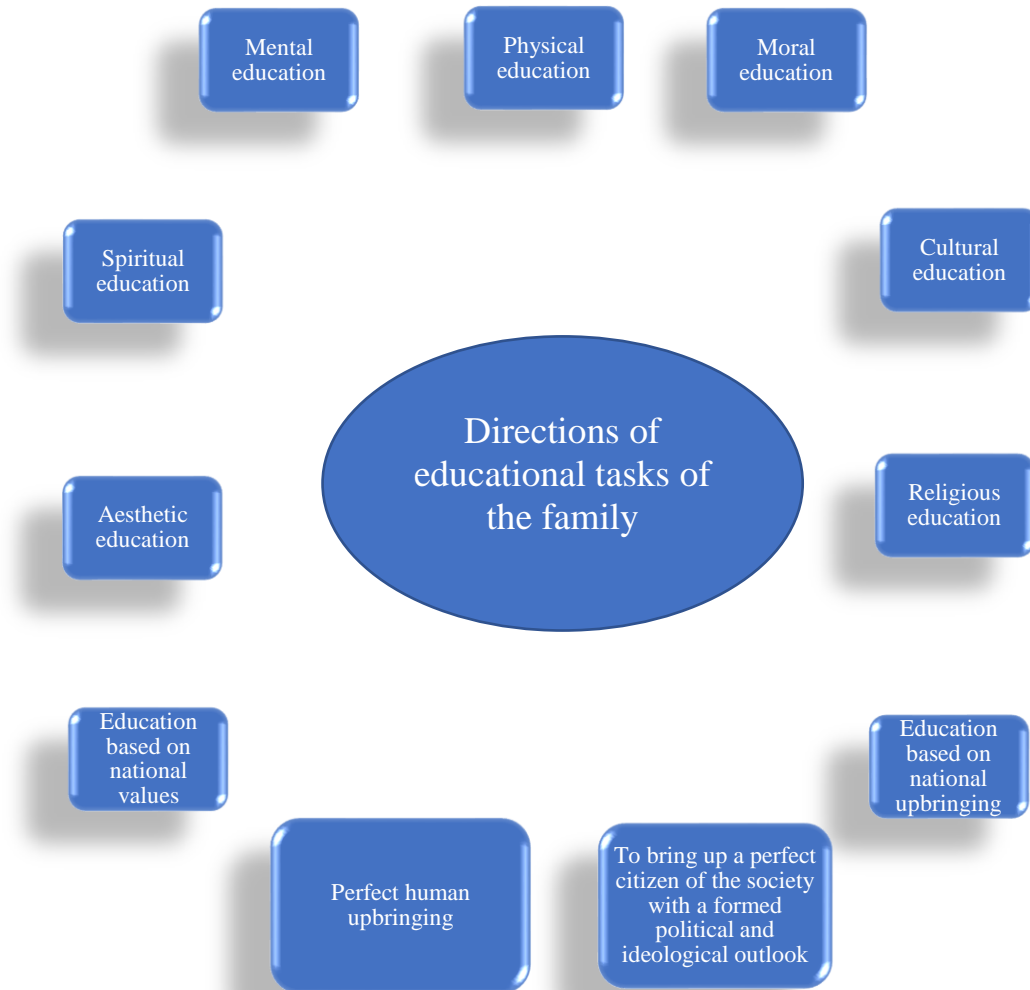 Mental
education
Physical
education
Moral
education
Spiritual
education
Cultural
education
Directions of
educational tasks of
the family
Aesthetic
education
Religious
education
Education
based on
national
values
Education
based on
national
upbringing
Perfect human
upbringing
To bring up a perfect
citizen of the society
with a formed
political and
ideological outlook